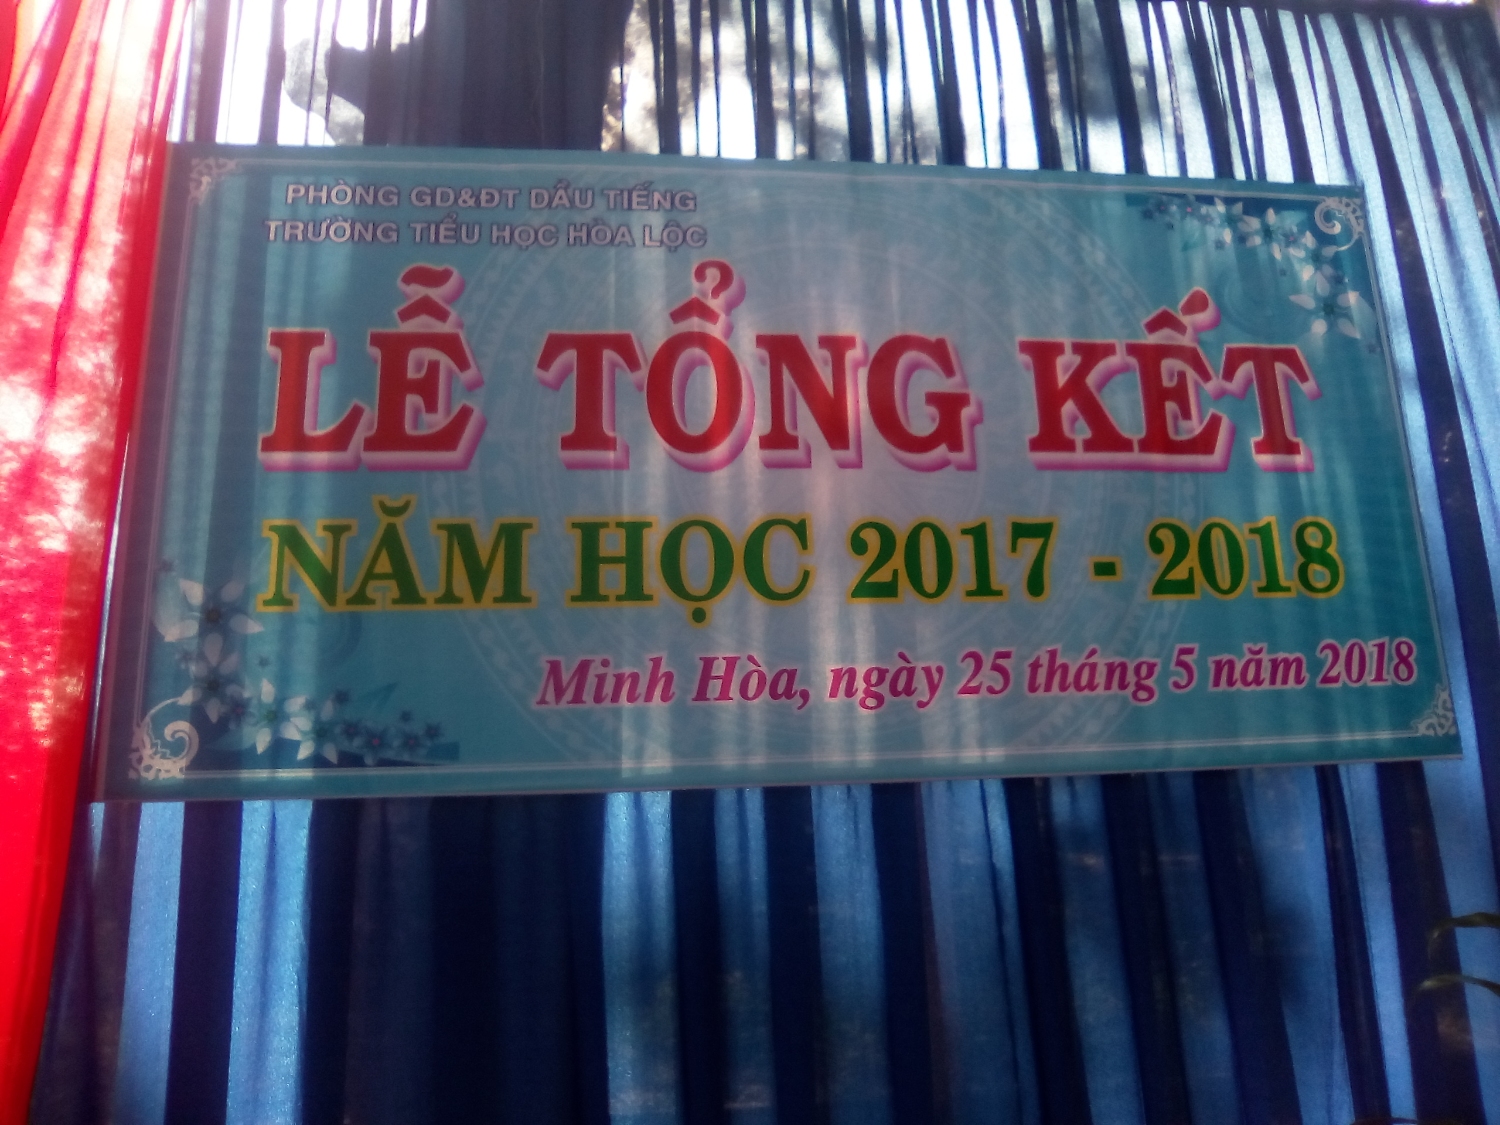 PHÒNG GD&ĐT DẦU TIẾNG
TRƯỜNG TIỂU HỌC HÒA LỘC
LỄ TỔNG KẾT
NĂM HỌC 2017 - 2018
Minh Hòa, ngày 25 tháng 5 năm 2018